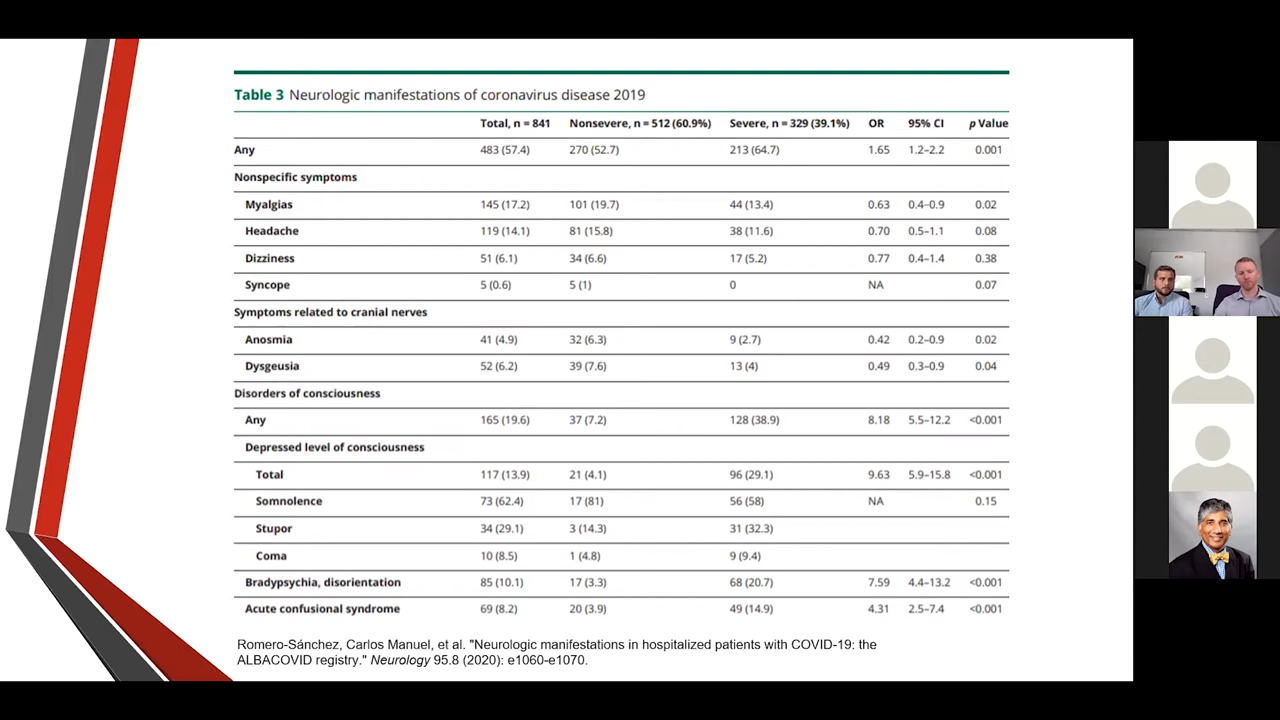 Table 3 Neurologic manifestations of coronavirus disease 2019
Total, n = 841 Nonsevere, n = 512 (60.9%) Severe, n = 329 (39.1%) OR 95% CI p Value
Any 483 (57.4) 270 (52.7) 213 (64.7) 1.65 1.2–2.2 0.001
Nonspecific symptoms
Myalgias 145 (17.2) 101 (19.7) 44 (13.4) 0.63 0.4–0.9 0.02
Headache 119 (14.1) 81 (15.8) 38 (11.6) 0.70 0.5–1.1 0.08
Dizziness 51 (6.1) 34 (6.6) 17 (5.2) 0.77 0.4–1.4 0.38
Syncope 5 (0.6) 5 (1) 0 NA 0.07
Symptoms related to cranial nerves
Anosmia 41 (4.9) 32 (6.3) 9 (2.7) 0.42 0.2–0.9 0.02
Dysgeusia 52 (6.2) 39 (7.6) 13 (4) 0.49 0.3–0.9 0.04
Disorders of consciousness
Any 165 (19.6) 37 (7.2) 128 (38.9) 8.18 5.5–12.2 <0.001
Depressed level of consciousness
Total 117 (13.9) 21 (4.1) 96 (29.1) 9.63 5.9–15.8 <0.001
Somnolence 73 (62.4) 17 (81) 56 (58) NA 0.15
Stupor 34 (29.1) 3 (14.3) 31 (32.3)
Coma 10 (8.5) 1 (4.8) 9 (9.4)
Bradypsychia, disorientation 85 (10.1) 17 (3.3) 68 (20.7) 7.59 4.4–13.2 <0.001
Acute confusional syndrome 69 (8.2) 20 (3.9) 49 (14.9) 4.31 2.5–7.4 <0.001
Romero-Sánchez, Carlos Manuel, et al. "Neurologic manifestations in hospitalized patients with COVID-19: the
ALBACOVID registry." Neurology 95.8 (2020): e1060-e1070.